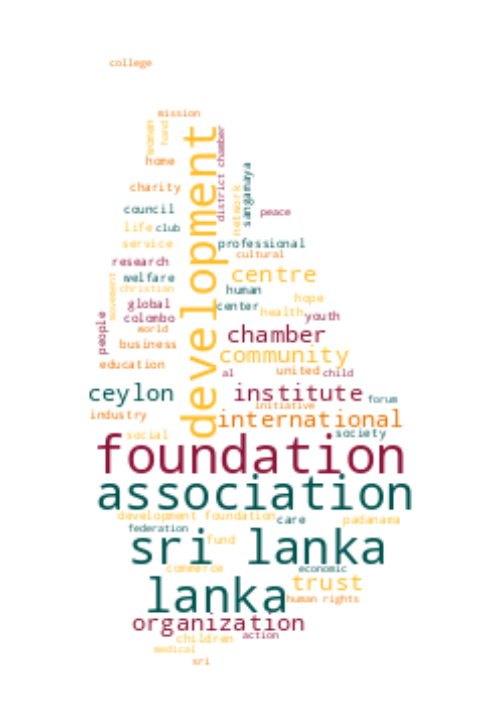 college
mission
women
hand
development
district chamber
home
network
sangamaya
charity
council
peace
life club
service
professional
cultural
research
welfare
centre
christian
movement
human
global
hope
center
health
colombo
youth
people
world
chamber
business
community
education
al
united child
ceylon
institute
forum
initiative
industry
international
social
society
foundation
association
development foundation
care
padanama
federation
fund
sri lanka
commerce
economic
trust
lanka
human rights
organization
children
action
medical
sri